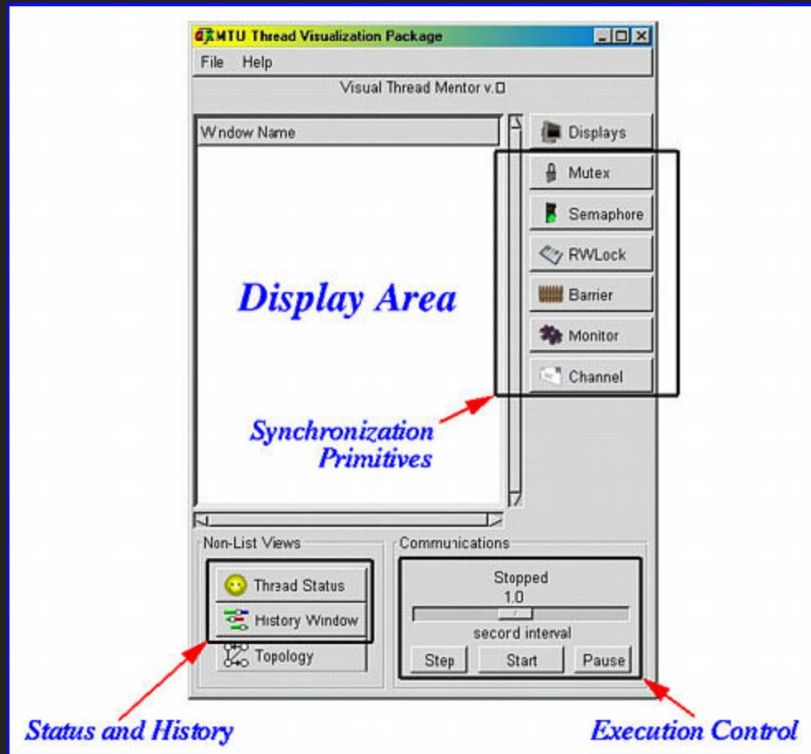 MTU Thread Visualization Package
File Help
Visual Thread Mentor v.
Window Name
Displays
Mutex
Semaphore
RWLock
Barrier
Monitor
Channel
Display Area
Synchronization
Primitives
Non-List Views
Thread Status
History Window
Topology
Communications
Stopped
1.0
second interval
Step Start Pause
Status and History
Execution Control